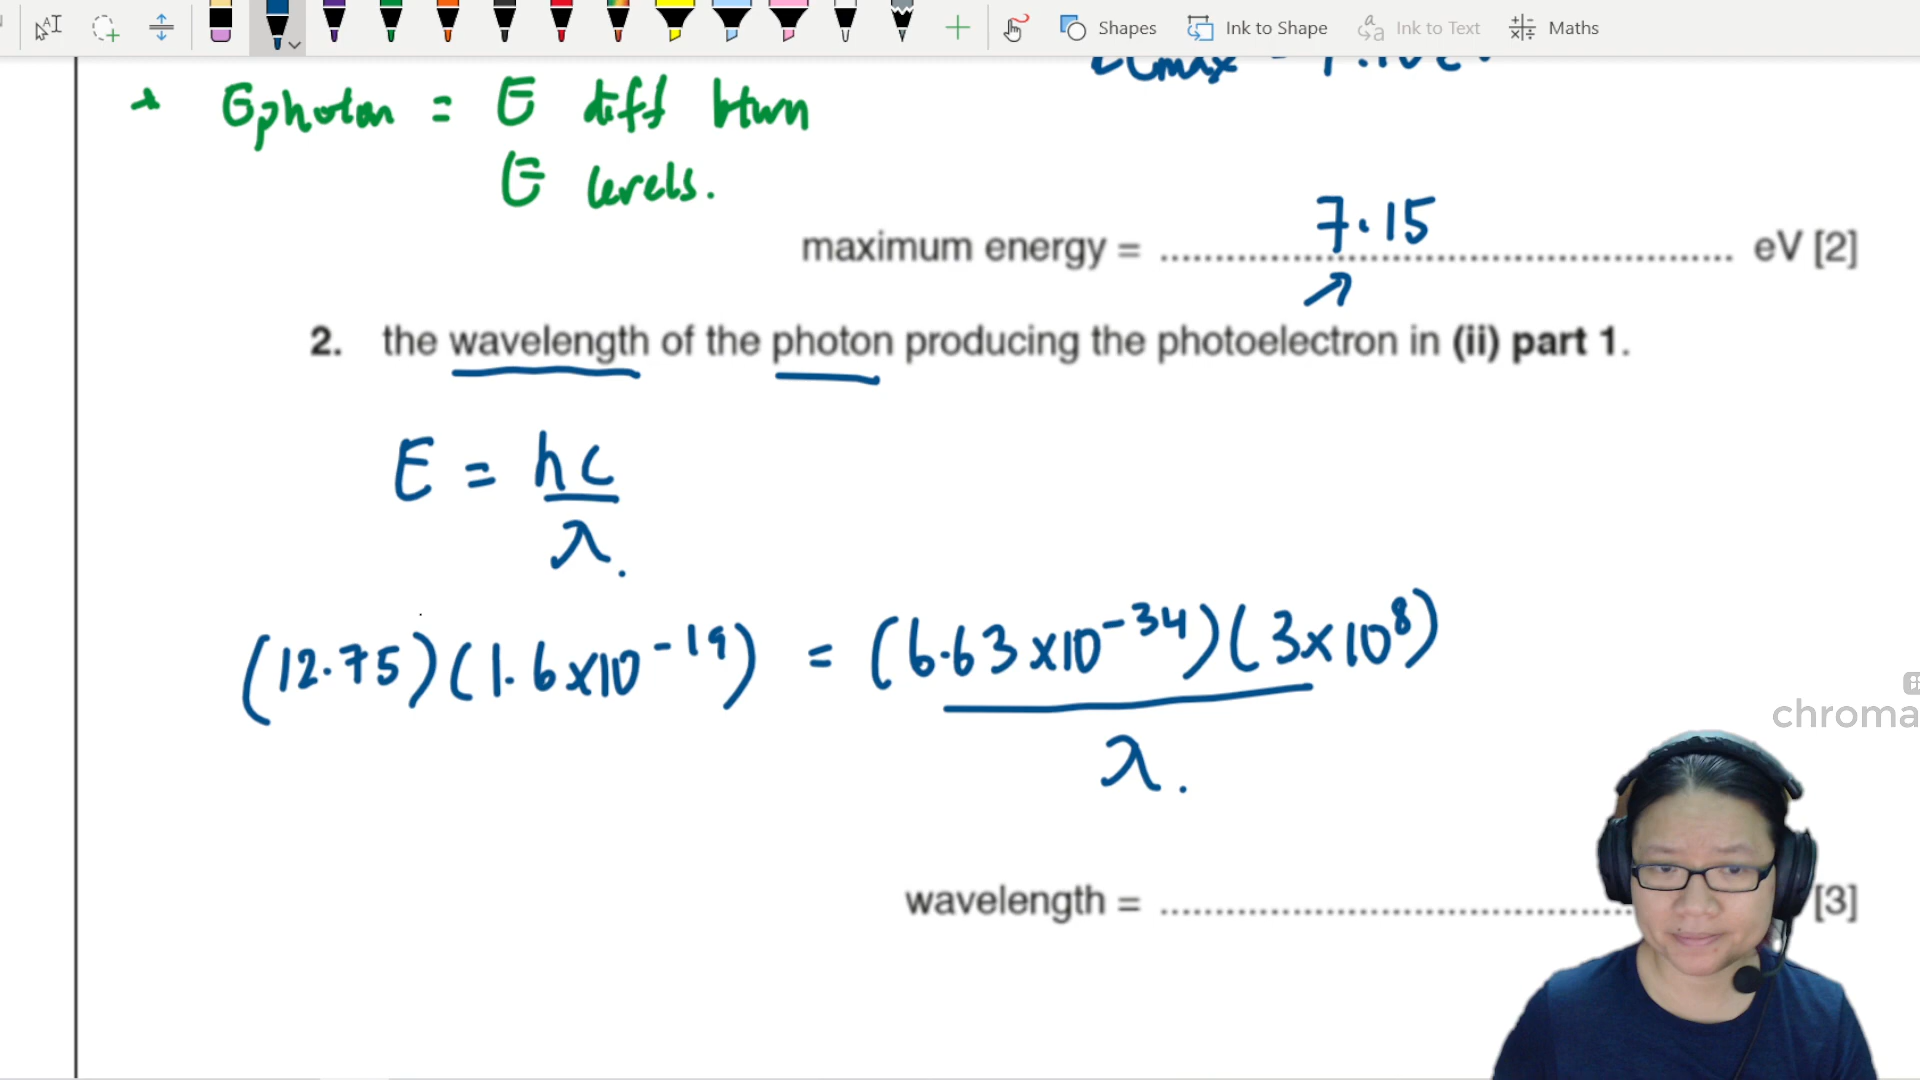 Shapes Ink to Shape Ink to Text Maths
Ephoton = E diff btwn
E levels.
7.15
maximum energy = ........................................................ eV [2]
2. the wavelength of the photon producing the photoelectron in (ii) part 1.
E = hc
λ.
(12.75)(1.6x10⁻¹⁹) = (6.63x10⁻³⁴)(3x10⁸)
λ.
chroma
wavelength = ............................................. [3]